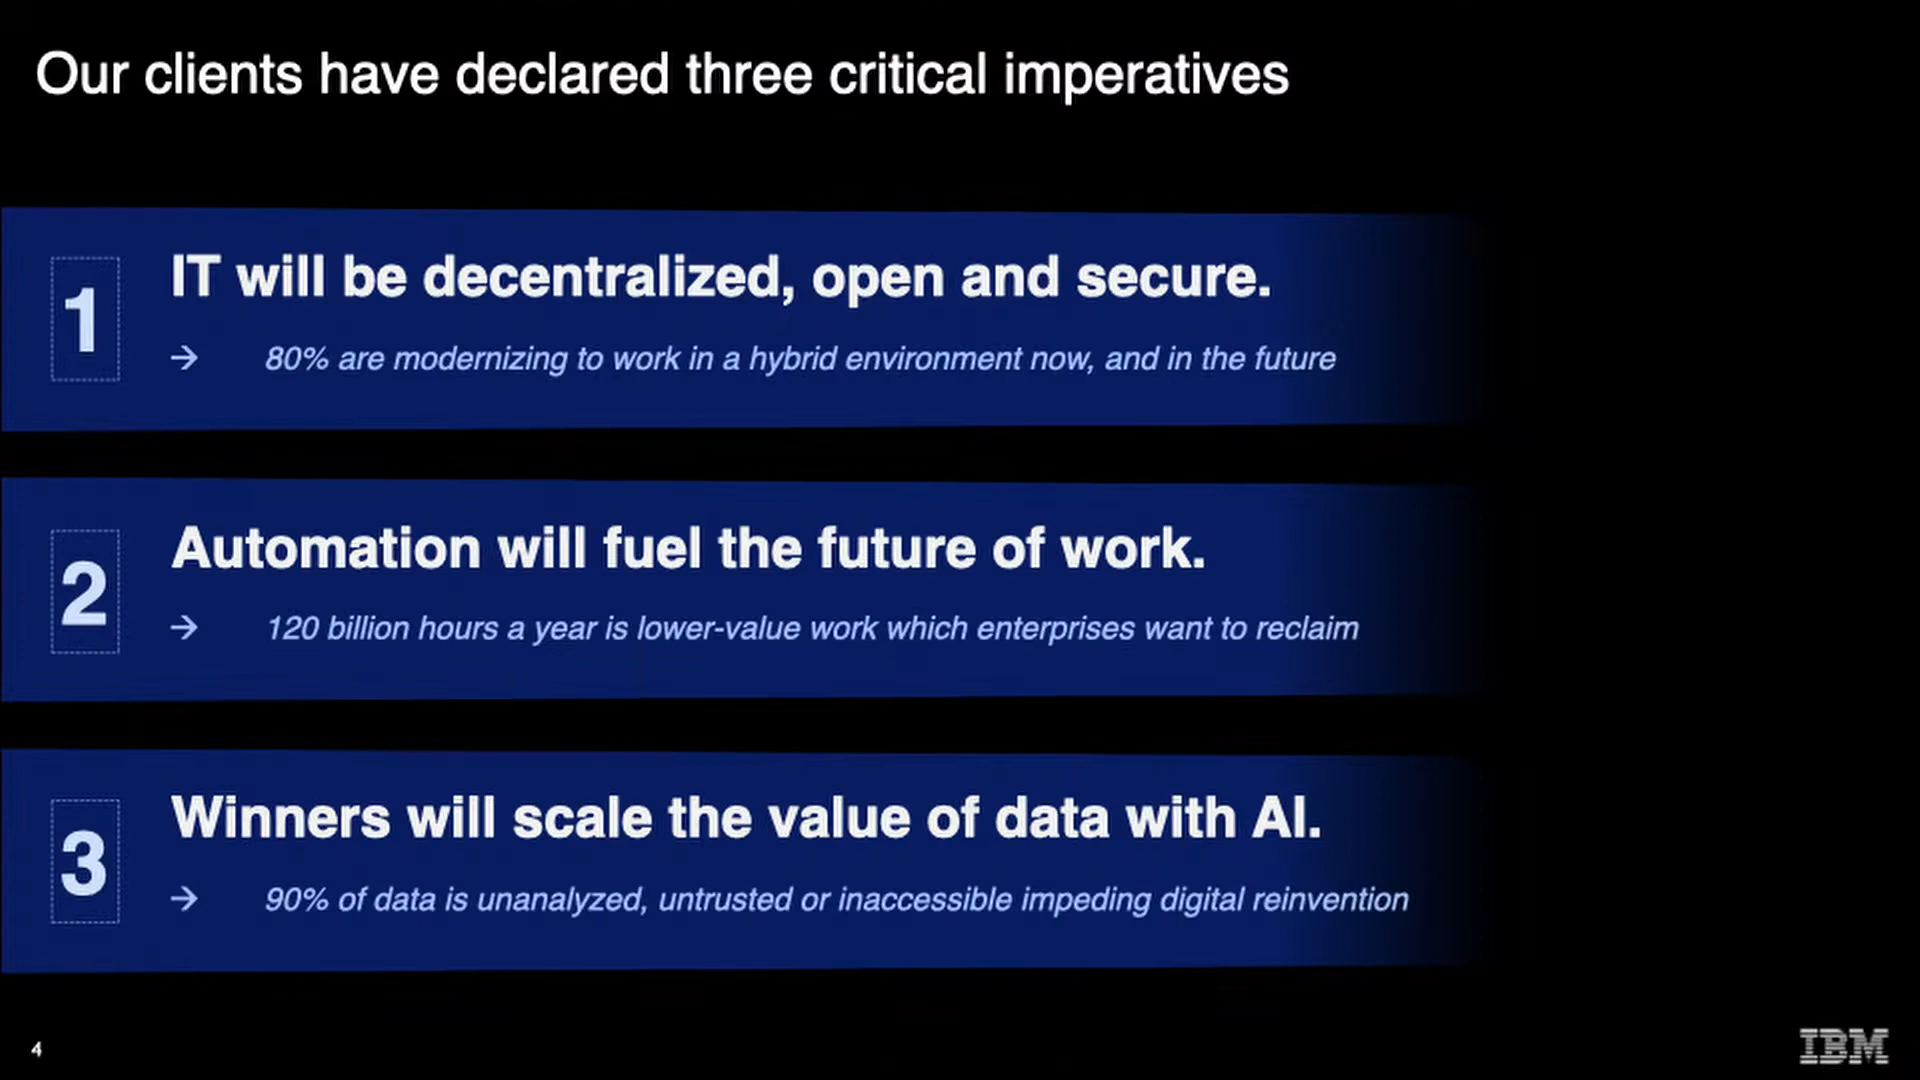 Our clients have declared three critical imperatives
1
IT will be decentralized, open and secure.
→ 80% are modernizing to work in a hybrid environment now, and in the future
2
Automation will fuel the future of work.
→ 120 billion hours a year is lower-value work which enterprises want to reclaim
3
Winners will scale the value of data with AI.
→ 90% of data is unanalyzed, untrusted or inaccessible impeding digital reinvention
4
IBM